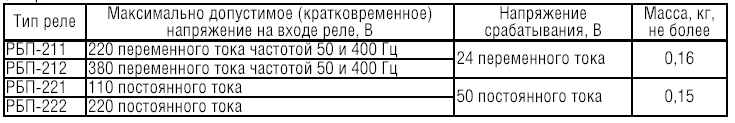 Тип реле
Максимально допустимое (кратковременное)
напряжение на входе реле, В
Напряжение
срабатывания, В
Масса, кг,
не более
РБП-211
220 переменного тока частотой 50 и 400 Гц
РБП-212
380 переменного тока частотой 50 и 400 Гц
24 переменного тока
0,16
РБП-221
110 постоянного тока
РБП-222
220 постоянного тока
50 постоянного тока
0,15